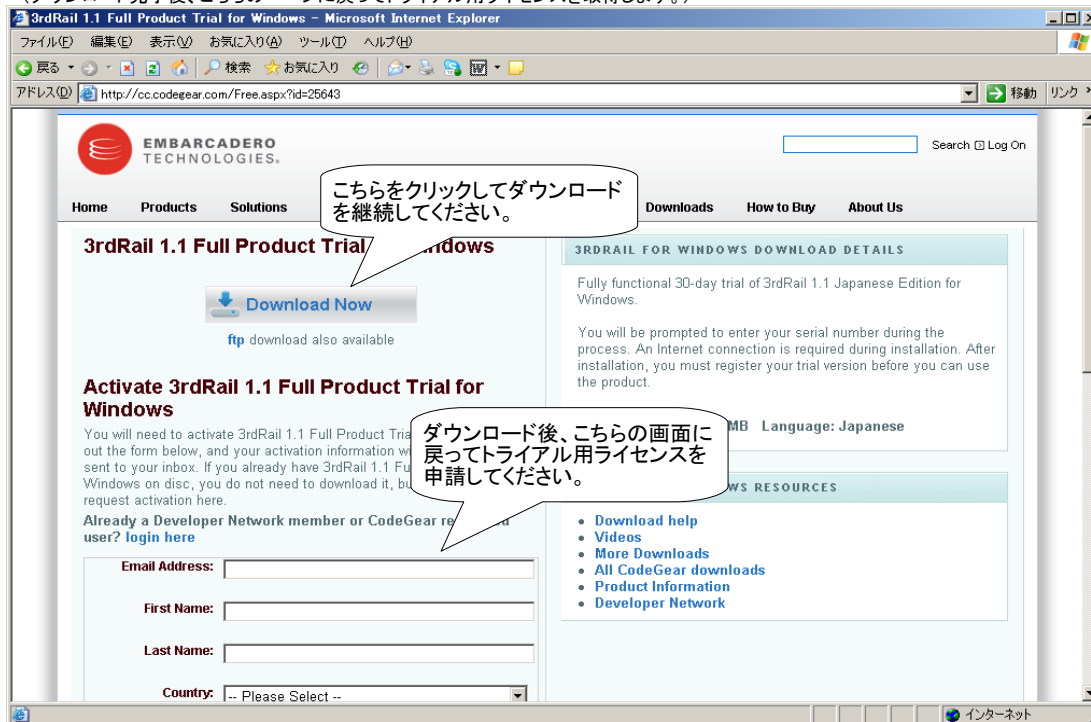 3rdRail 1.1 Full Product Trial for Windows - Microsoft Internet Explorer
ファイル(F) 編集(E) 表示(V) お気に入り(A) ツール(T) ヘルプ(H)
戻る 検索 お気に入り
アドレス(D) http://cc.codegear.com/Free.aspx?id=25643 移動 リンク
EMBARCADERO
TECHNOLOGIES.
Search Log On
Home Products Solutions Downloads How to Buy About Us
こちらをクリックしてダウンロード
を継続してください。
3rdRail 1.1 Full Product Trial Windows
Download Now
ftp download also available
Activate 3rdRail 1.1 Full Product Trial for
Windows
You will need to activate 3rdRail 1.1 Full Product
out the form below, and your activation information
sent to your inbox. If you already have 3rdRail 1.1
Windows on disc, you do not need to download it,
request activation here.
Already a Developer Network member or CodeGear
user? login here
ダウンロード後、こちらの画面に
戻ってトライアル用ライセンスを
申請してください。
Email Address:
First Name:
Last Name:
Country: -- Please Select --
3RDRAIL FOR WINDOWS DOWNLOAD DETAILS
Fully functional 30-day trial of 3rdRail 1.1 Japanese Edition for
Windows.
You will be prompted to enter your serial number during the
process. An Internet connection is required during installation. After
installation, you must register your trial version before you can use
the product.
MB Language: Japanese
RESOURCES
Download help
Videos
More Downloads
All CodeGear downloads
Product Information
Developer Network
インターネット